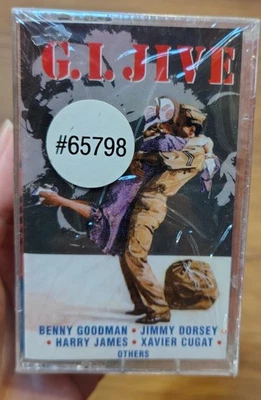 G.I. JIVE
#65798
BENNY GOODMAN • JIMMY DORSEY
• HARRY JAMES • XAVIER CUGAT •
OTHERS